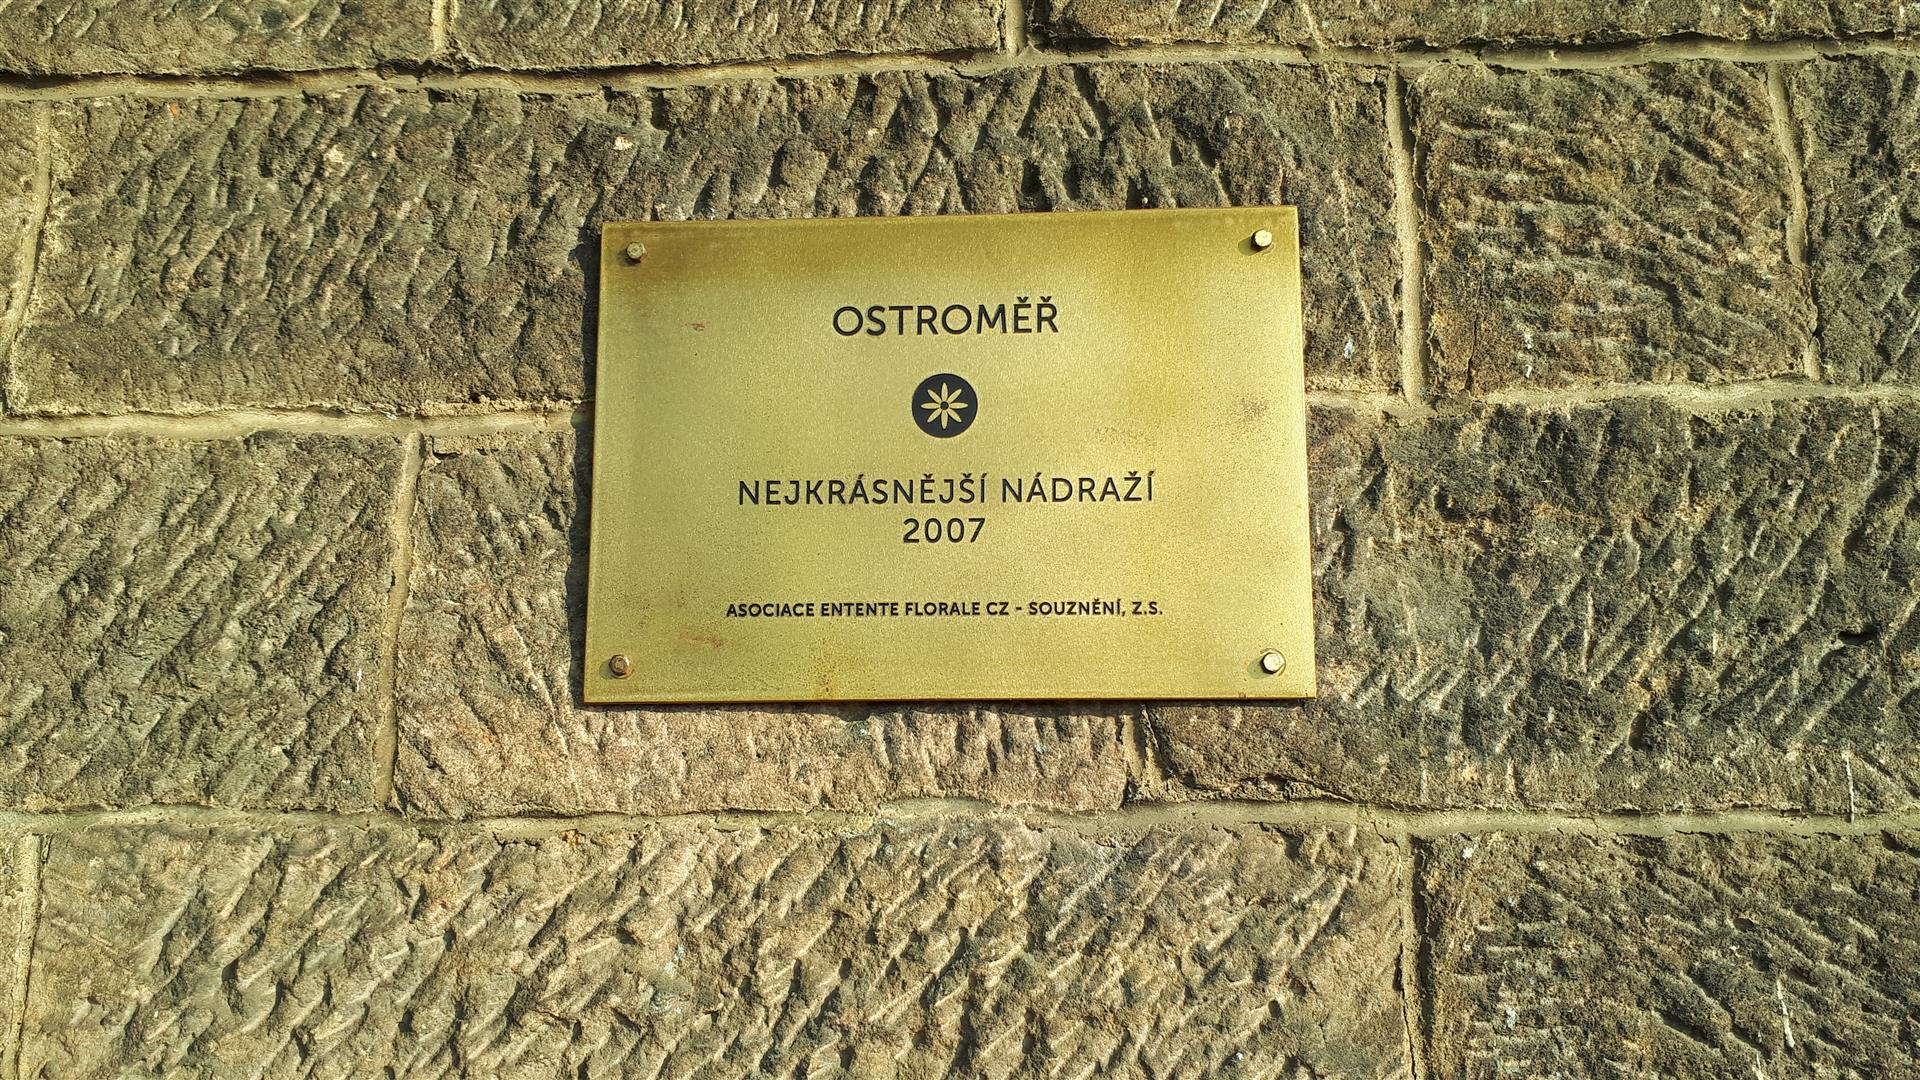 OSTROMĚŘ
NEJKRÁSNĚJŠÍ NÁDRAŽÍ
2007
ASOCIACE ENTENTE FLORALE CZ - SOUZNĚNÍ, Z.S.